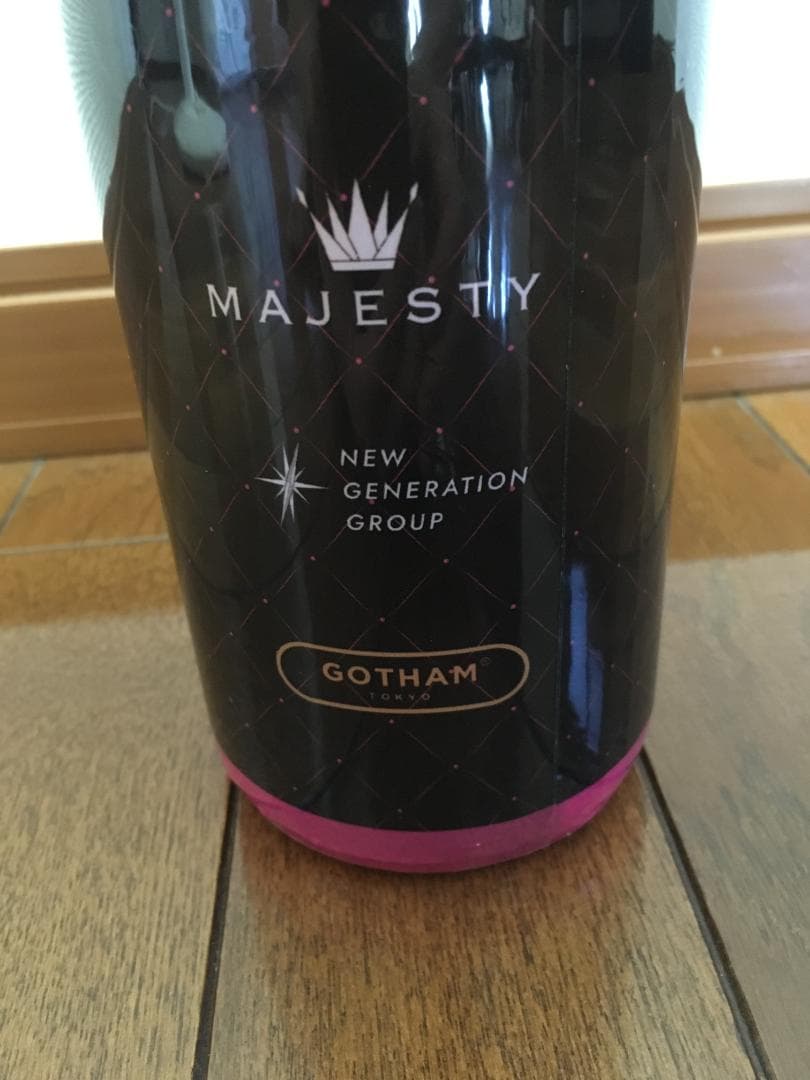 MAJESTY
NEW
GENERATION
GROUP
GOTHAM®
TOKYO